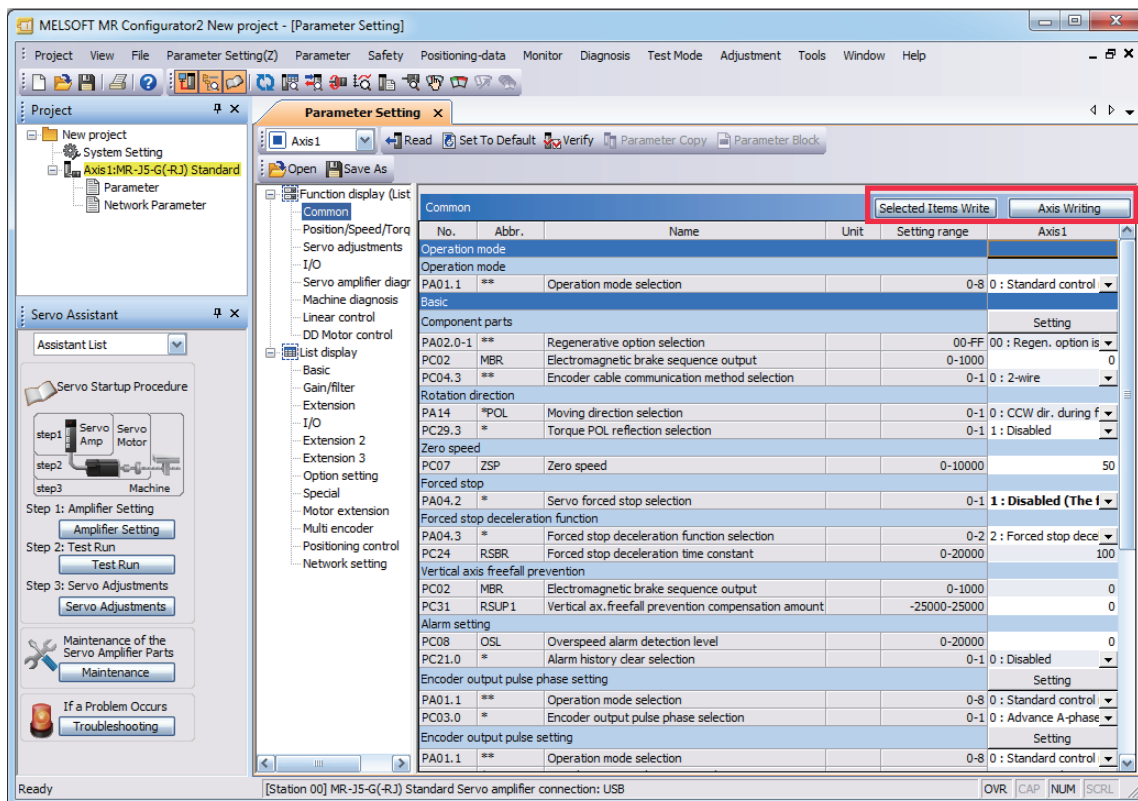 MELSOFT MR Configurator2 New project - [Parameter Setting]
Project View File Parameter Setting(Z) Parameter Safety Positioning-data Monitor Diagnosis Test Mode Adjustment Tools Window Help
Project
New project
System Setting
Axis1:MR-J5-G(-RJ) Standard
Parameter
Network Parameter
Servo Assistant
Assistant List
Servo Startup Procedure
step1 Servo Amp Servo Motor
step2
step3 Machine
Step 1: Amplifier Setting
Amplifier Setting
Step 2: Test Run
Test Run
Step 3: Servo Adjustments
Servo Adjustments
Maintenance of the
Servo Amplifier Parts
Maintenance
If a Problem Occurs
Troubleshooting
Parameter Setting
Axis1 Read Set To Default Verify Parameter Copy Parameter Block
Open Save As
Function display (List
Common
Position/Speed/Torq
Servo adjustments
I/O
Servo amplifier diagr
Machine diagnosis
Linear control
DD Motor control
List display
Basic
Gain/filter
Extension
I/O
Extension 2
Extension 3
Option setting
Special
Motor extension
Multi encoder
Positioning control
Network setting
Common Selected Items Write Axis Writing
No. Abbr. Name Unit Setting range Axis1
Operation mode
Operation mode
PA01.1 ** Operation mode selection 0-8 0 : Standard control
Basic
Component parts Setting
PA02.0-1 ** Regenerative option selection 00-FF 00 : Regen. option is
PC02 MBR Electromagnetic brake sequence output 0-1000 0
PC04.3 ** Encoder cable communication method selection 0-1 0 : 2-wire
Rotation direction
PA14 *POL Moving direction selection 0-1 0 : CCW dir. during f
PC29.3 * Torque POL reflection selection 0-1 1 : Disabled
Zero speed
PC07 ZSP Zero speed 0-10000 50
Forced stop
PA04.2 * Servo forced stop selection 0-1 1 : Disabled (The f
Forced stop deceleration function
PA04.3 * Forced stop deceleration function selection 0-2 2 : Forced stop dece
PC24 RSBR Forced stop deceleration time constant 0-20000 100
Vertical axis freefall prevention
PC02 MBR Electromagnetic brake sequence output 0-1000 0
PC31 RSUP1 Vertical ax.freefall prevention compensation amount -25000-25000 0
Alarm setting
PC08 OSL Overspeed alarm detection level 0-20000 0
PC21.0 * Alarm history clear selection 0-1 0 : Disabled
Encoder output pulse phase setting Setting
PA01.1 ** Operation mode selection 0-8 0 : Standard control
PC03.0 * Encoder output pulse phase selection 0-1 0 : Advance A-phase
Encoder output pulse setting Setting
PA01.1 ** Operation mode selection 0-8 0 : Standard control
Ready [Station 00] MR-J5-G(-RJ) Standard Servo amplifier connection: USB OVR CAP NUM SCRL